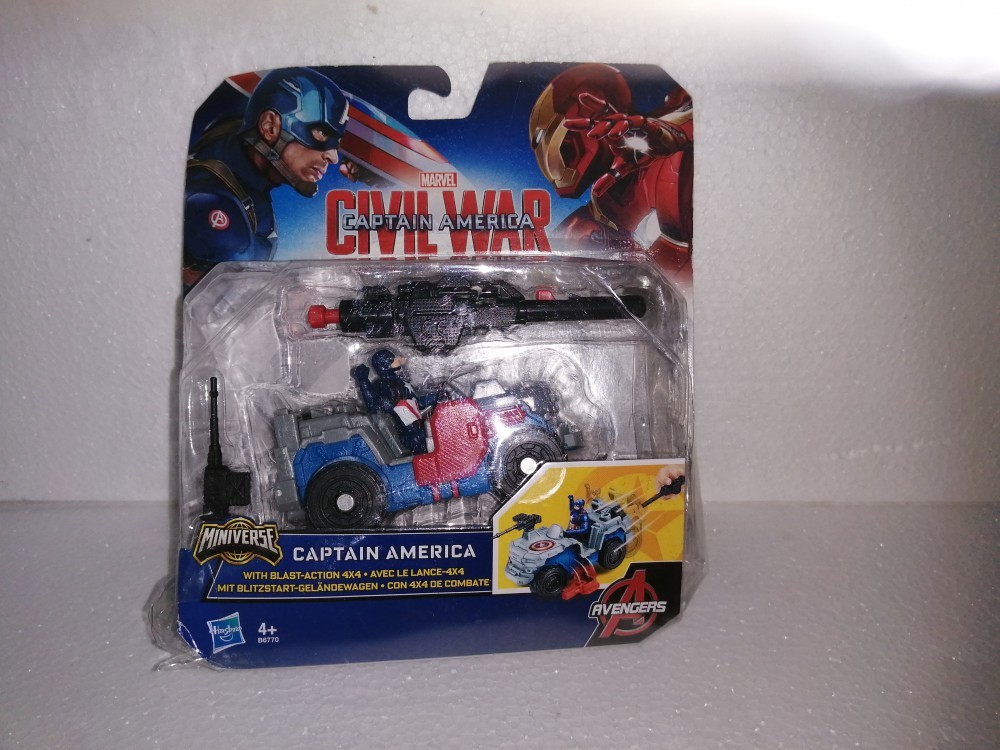 MARVEL
CAPTAIN AMERICA
CIVIL WAR
MINIVERSE
CAPTAIN AMERICA
WITH BLAST-ACTION 4X4 • AVEC LE LANCE-4X4
MIT BLITZSTART-GELÄNDEWAGEN • CON 4X4 DE COMBATE
AVENGERS
Hasbro
4+
B6770